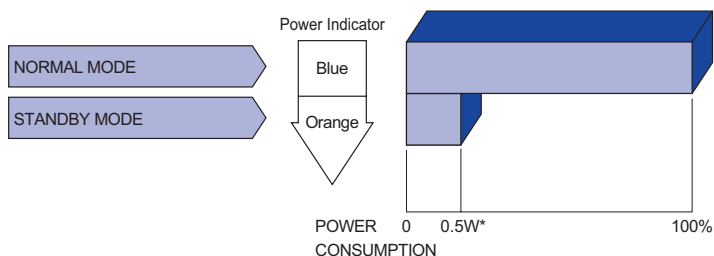 Power Indicator
NORMAL MODE
Blue
STANDBY MODE
Orange
POWER CONSUMPTION
0
0.5W*
100%